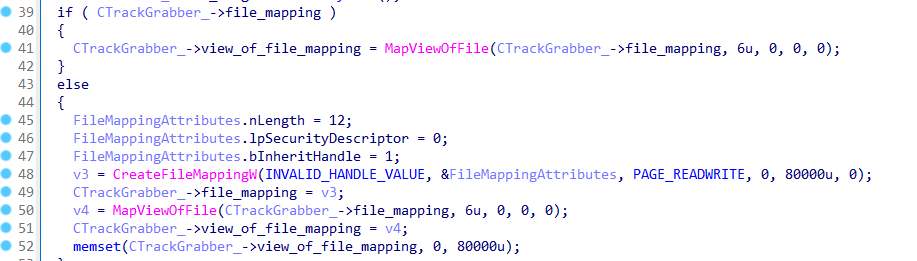 39 if ( CTrackGrabber_->file_mapping )
40 {
41 CTrackGrabber_->view_of_file_mapping = MapViewOfFile(CTrackGrabber_->file_mapping, 6u, 0, 0, 0);
42 }
43 else
44 {
45 FileMappingAttributes.nLength = 12;
46 FileMappingAttributes.lpSecurityDescriptor = 0;
47 FileMappingAttributes.bInheritHandle = 1;
48 v3 = CreateFileMappingW(INVALID_HANDLE_VALUE, &FileMappingAttributes, PAGE_READWRITE, 0, 80000u, 0);
49 CTrackGrabber_->file_mapping = v3;
50 v4 = MapViewOfFile(CTrackGrabber_->file_mapping, 6u, 0, 0, 0);
51 CTrackGrabber_->view_of_file_mapping = v4;
52 memset(CTrackGrabber_->view_of_file_mapping, 0, 80000u);